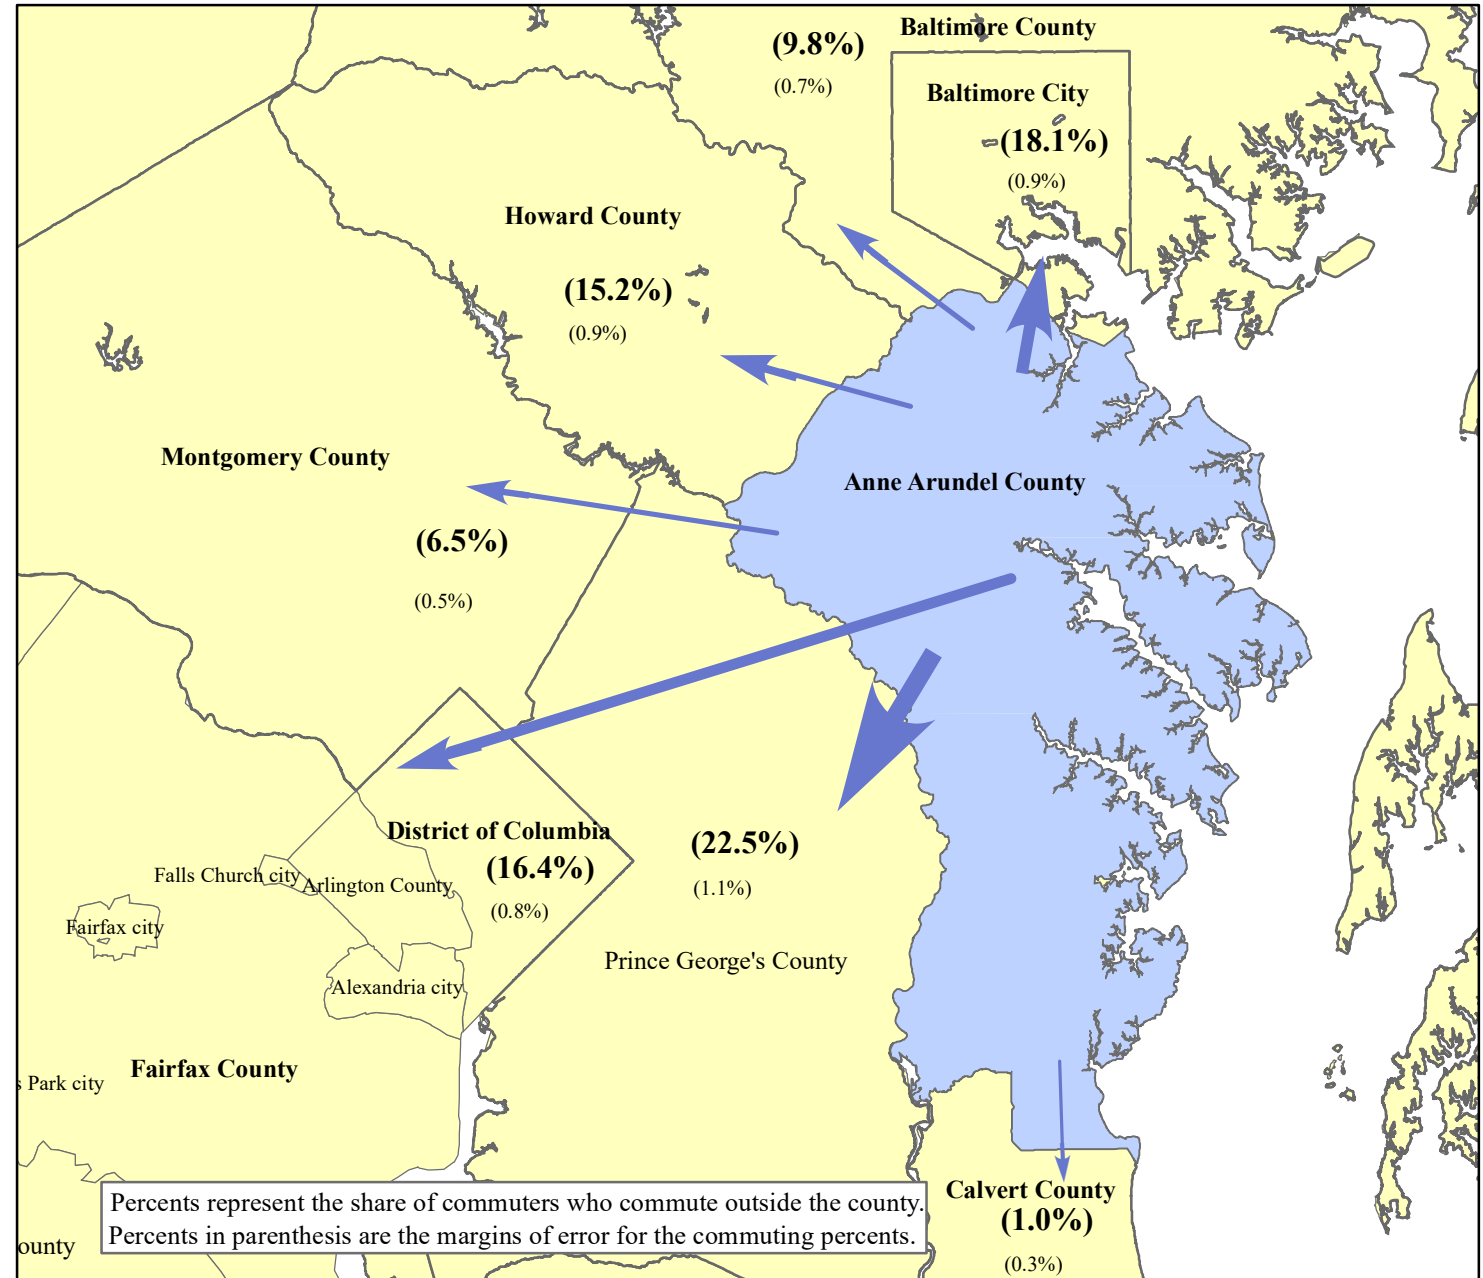 Baltimore County
(9.8%)
(0.7%)
Baltimore City
(18.1%)
(0.9%)
Howard County
(15.2%)
(0.9%)
Montgomery County
(6.5%)
(0.5%)
Anne Arundel County
District of Columbia
(16.4%)
(0.8%)
(22.5%)
(1.1%)
Prince George's County
Falls Church city
Arlington County
Fairfax city
Alexandria city
Fairfax County
s Park city
ounty
Percents represent the share of commuters who commute outside the county.
Percents in parenthesis are the margins of error for the commuting percents.
Calvert County
(1.0%)
(0.3%)